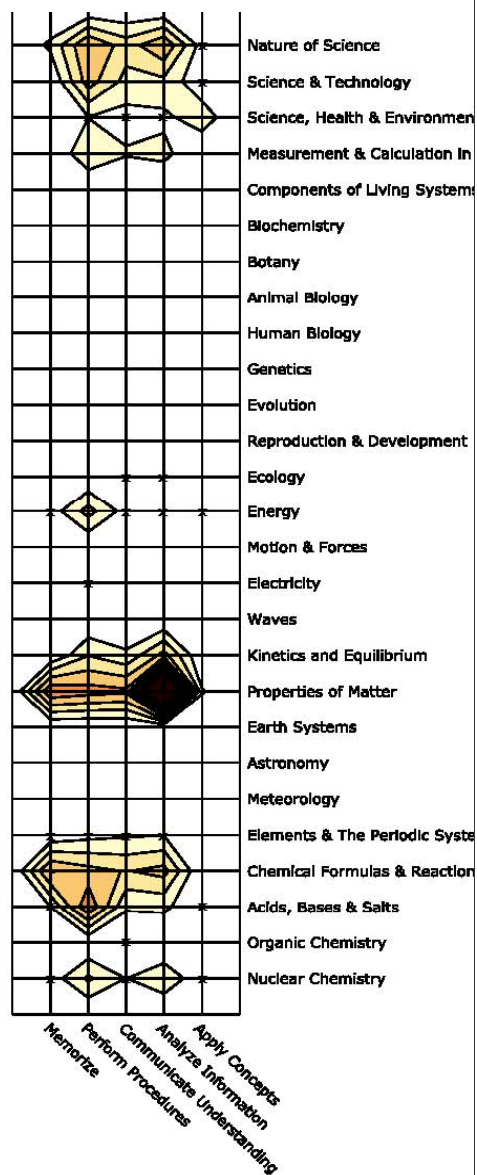 Nature of Science
Science & Technology
Science, Health & Environmen
Measurement & Calculation in
Components of Living Systems
Biochemistry
Botany
Animal Biology
Human Biology
Genetics
Evolution
Reproduction & Development
Ecology
Energy
Motion & Forces
Electricity
Waves
Kinetics and Equilibrium
Properties of Matter
Earth Systems
Astronomy
Meteorology
Elements & The Periodic Syste
Chemical Formulas & Reaction
Acids, Bases & Salts
Organic Chemistry
Nuclear Chemistry
Memorize
Perform Procedures
Communicate Understanding
Analyze Information
Apply Concepts